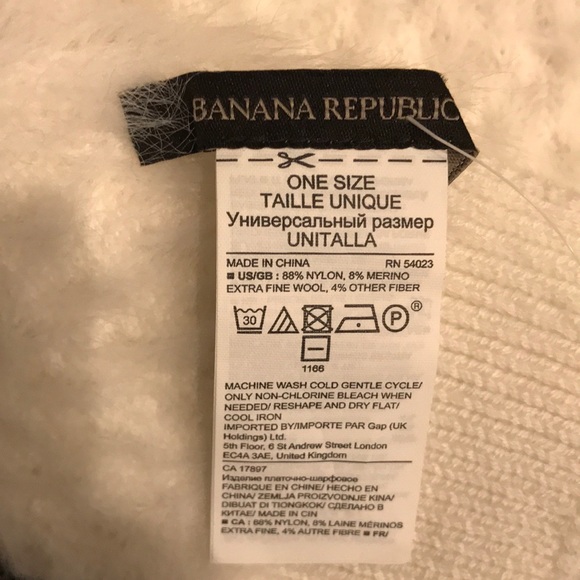 BANANA REPUBLIC
ONE SIZE
TAILLE UNIQUE
Универсальный размер
UNITALLA
MADE IN CHINA RN 54023
■ US/GB : 88% NYLON, 8% MERINO
EXTRA FINE WOOL, 4% OTHER FIBER
30 P ®
1166
MACHINE WASH COLD GENTLE CYCLE/
ONLY NON-CHLORINE BLEACH WHEN
NEEDED/ RESHAPE AND DRY FLAT/
COOL IRON
IMPORTED BY/IMPORTE PAR Gap (UK
Holdings) Ltd.
5th Floor, 6 St Andrew Street London
EC4A 3AE, United Kingdom
CA 17897
Изделие платочно-шарфовое
FABRIQUE EN CHINE/ HECHO EN
CHINA/ ZEMLJA PROIZVODNJE KINA/
DIBUAT DI TIONGKOK/ СДЕЛАНО В
КИТАЕ/ MADE IN CIN
■ CA : 88% NYLON, 8% LAINE MÉRINOS
EXTRA FINE, 4% AUTRE FIBRE ■ FR/